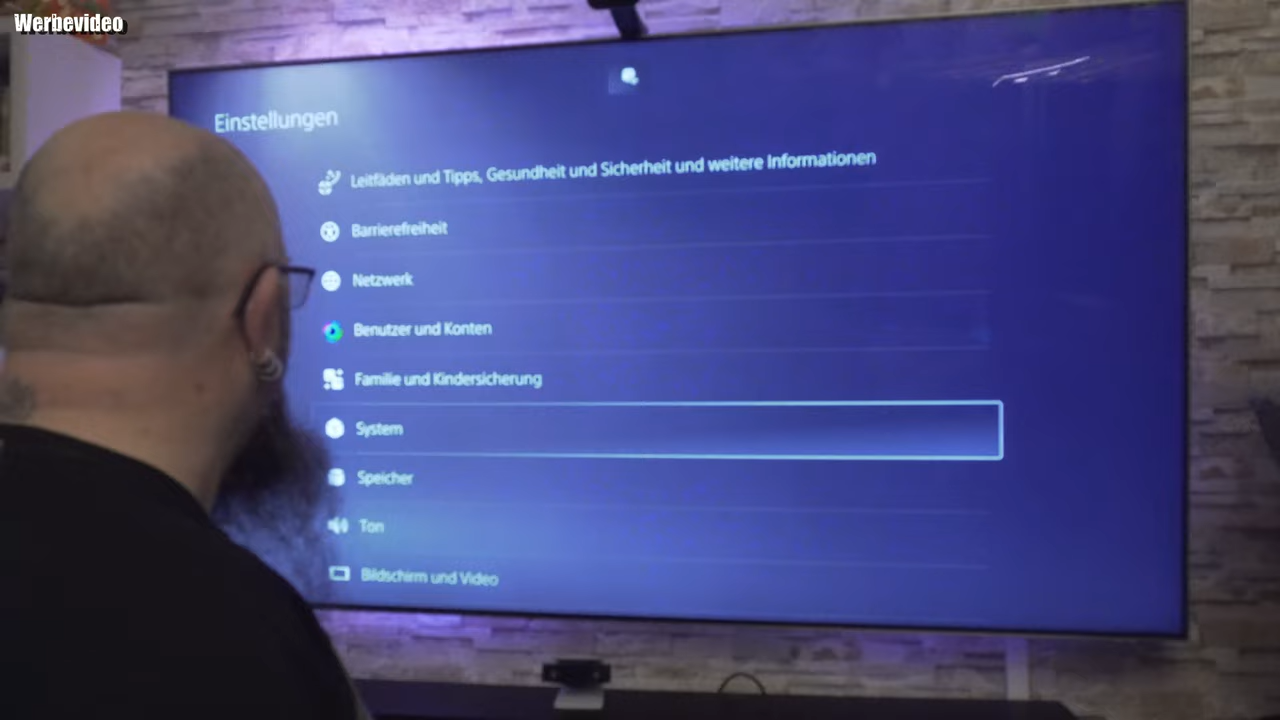 Werbevideo
Einstellungen
Leitfäden und Tipps, Gesundheit und Sicherheit und weitere Informationen
Barrierefreiheit
Netzwerk
Benutzer und Konten
Familie und Kindersicherung
System
Speicher
Ton
Bildschirm und Video